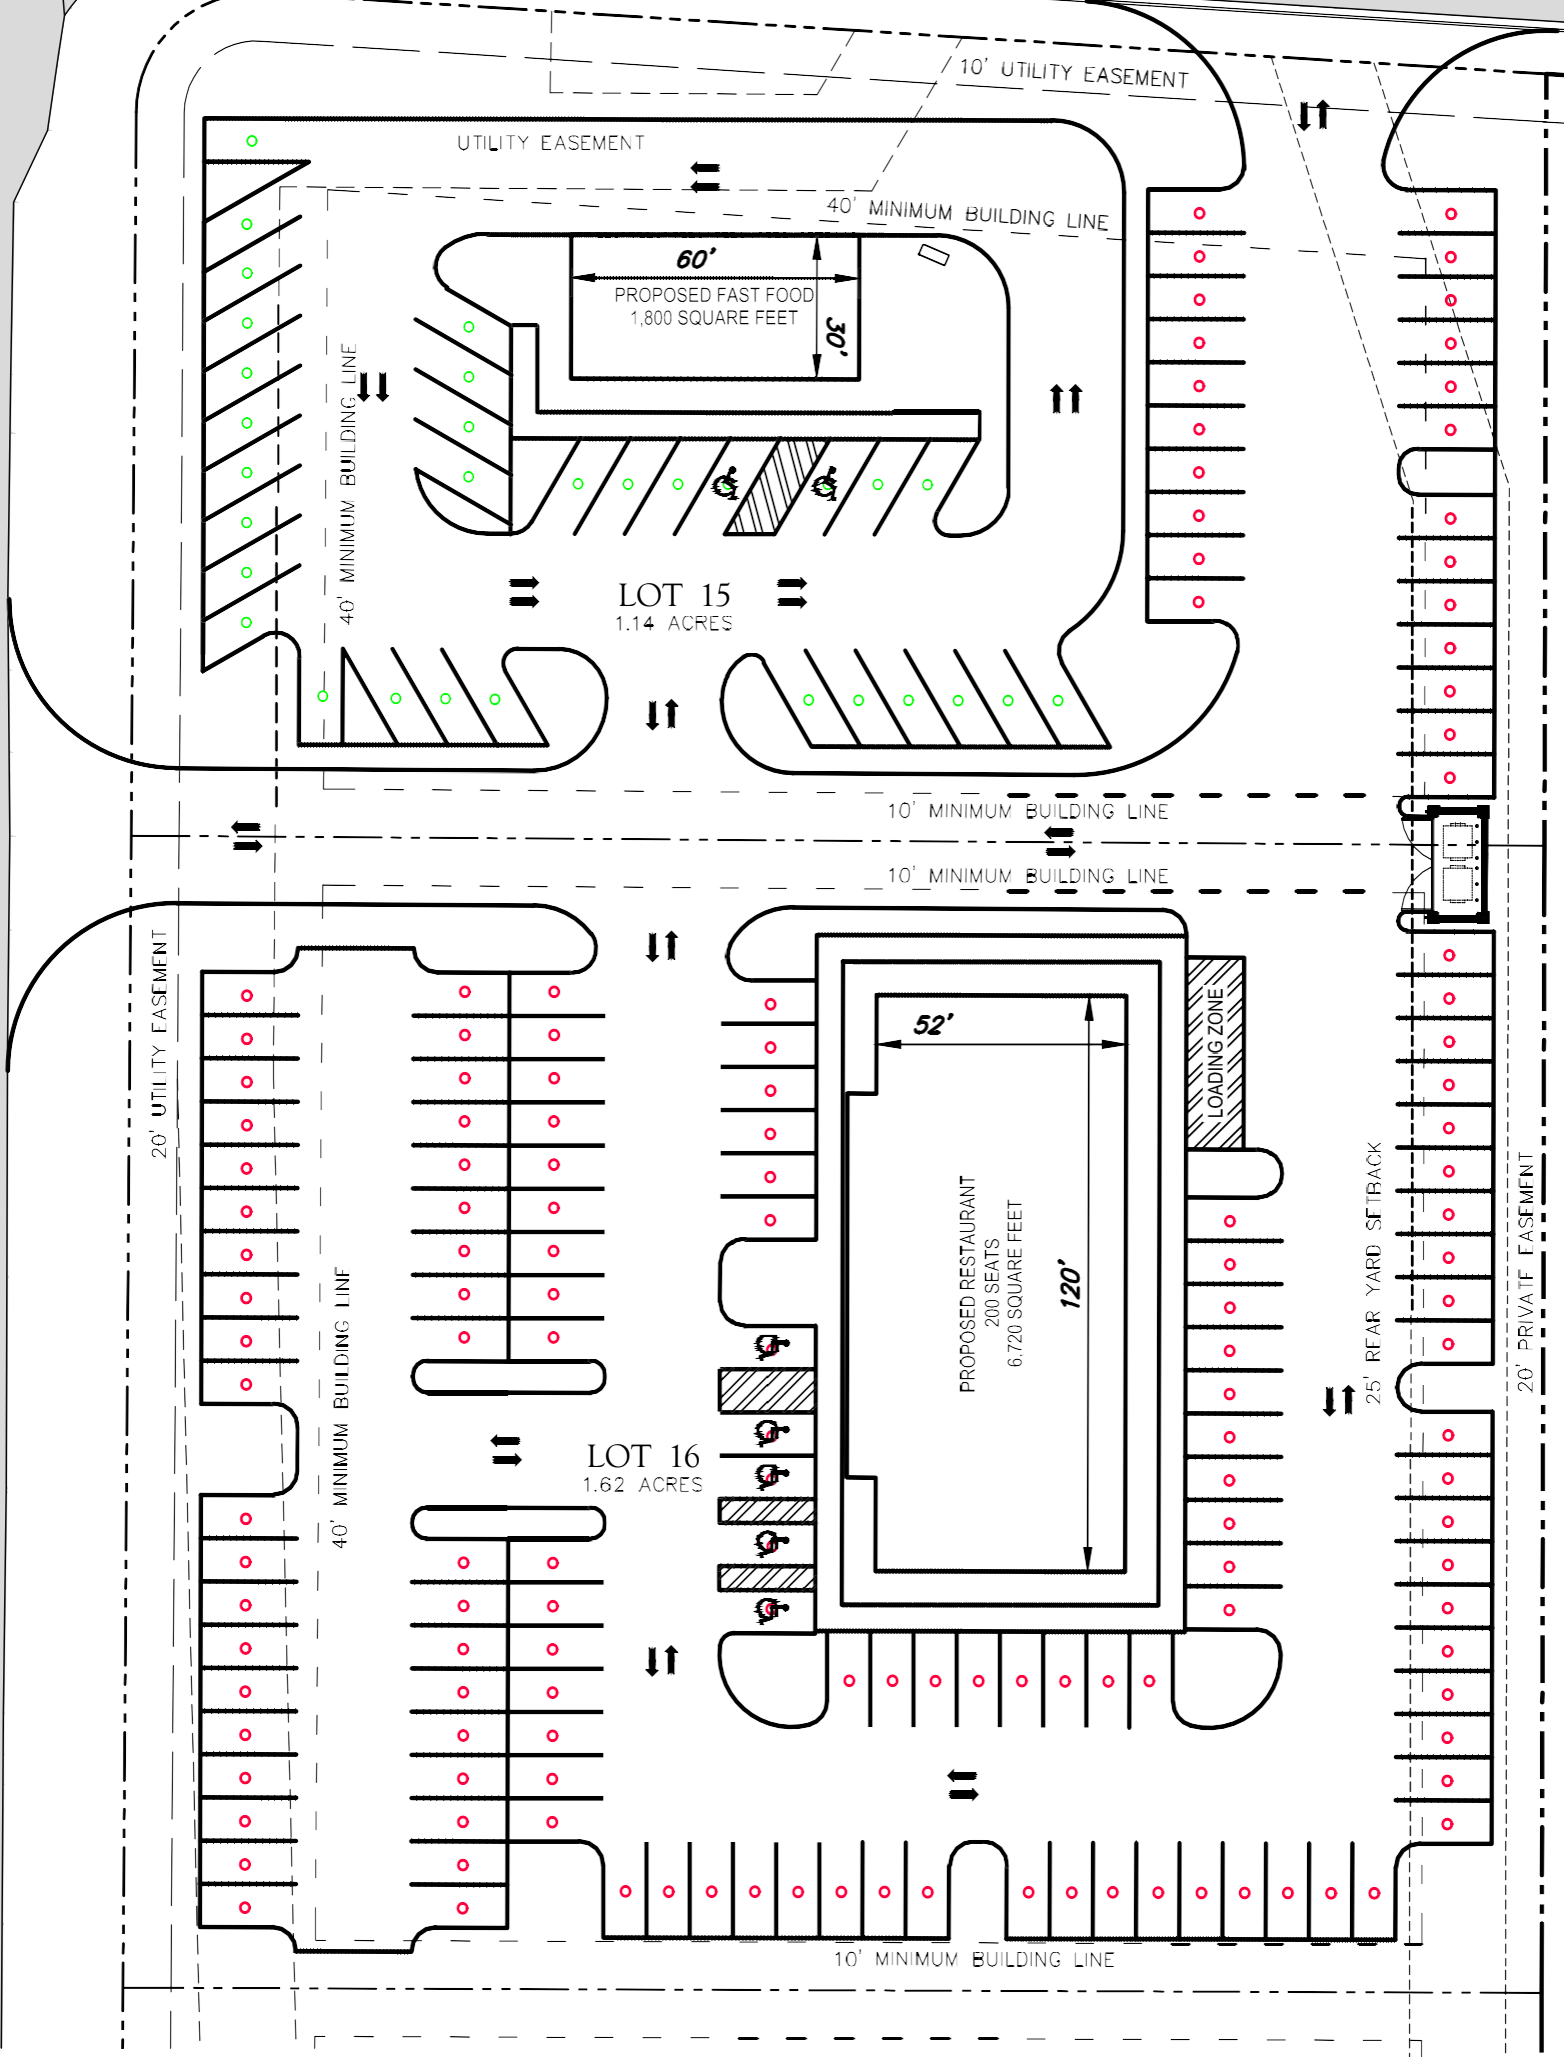 10' UTILITY EASEMENT
UTILITY EASEMENT
40' MINIMUM BUILDING LINE
60'
PROPOSED FAST FOOD
1,800 SQUARE FEET
30'
40' MINIMUM BUILDING LINE
LOT 15
1.14 ACRES
10' MINIMUM BUILDING LINE
10' MINIMUM BUILDING LINE
20' UTILITY EASEMENT
40' MINIMUM BUILDING LINE
52'
LOADING ZONE
PROPOSED RESTAURANT
200 SEATS
6,720 SQUARE FEET
120'
25' REAR YARD SETBACK
20' PRIVATE EASEMENT
LOT 16
1.62 ACRES
10' MINIMUM BUILDING LINE